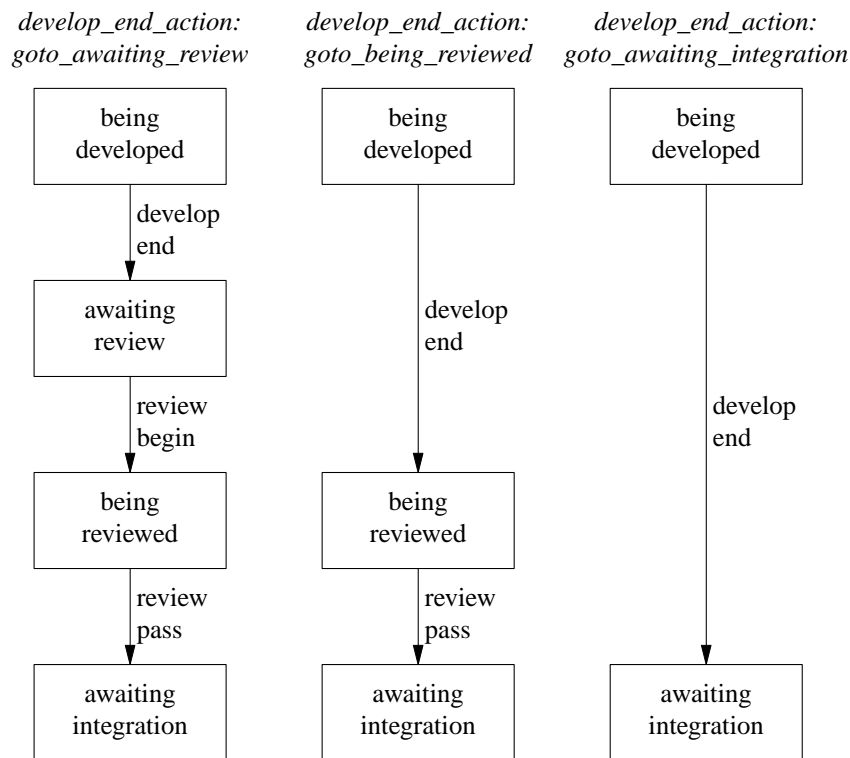 develop_end_action:
goto_awaiting_review
being
developed
develop
end
awaiting
review
review
begin
being
reviewed
review
pass
awaiting
integration
develop_end_action:
goto_being_reviewed
being
developed
develop
end
being
reviewed
review
pass
awaiting
integration
develop_end_action:
goto_awaiting_integration
being
developed
develop
end
awaiting
integration